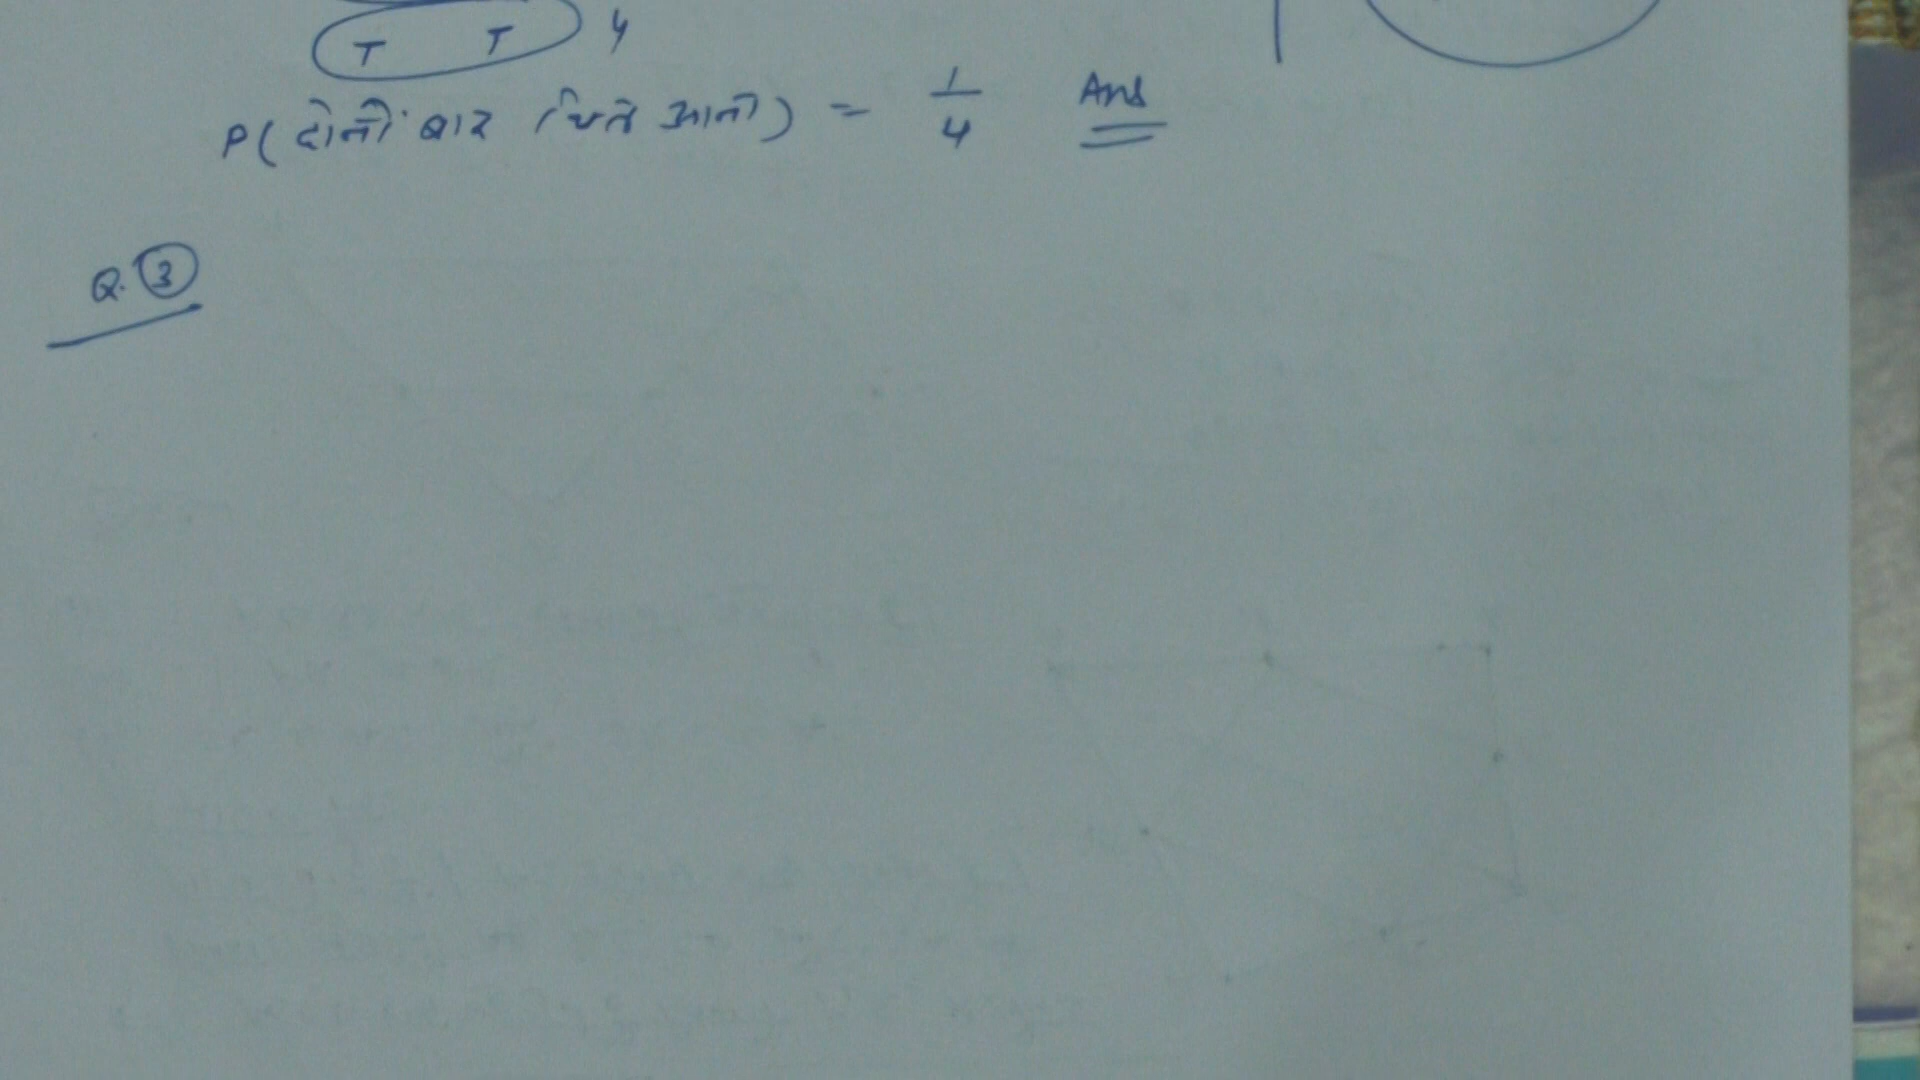 T T 4
P( दोनों बार चित आना) = 1/4 Ans
Q. 3